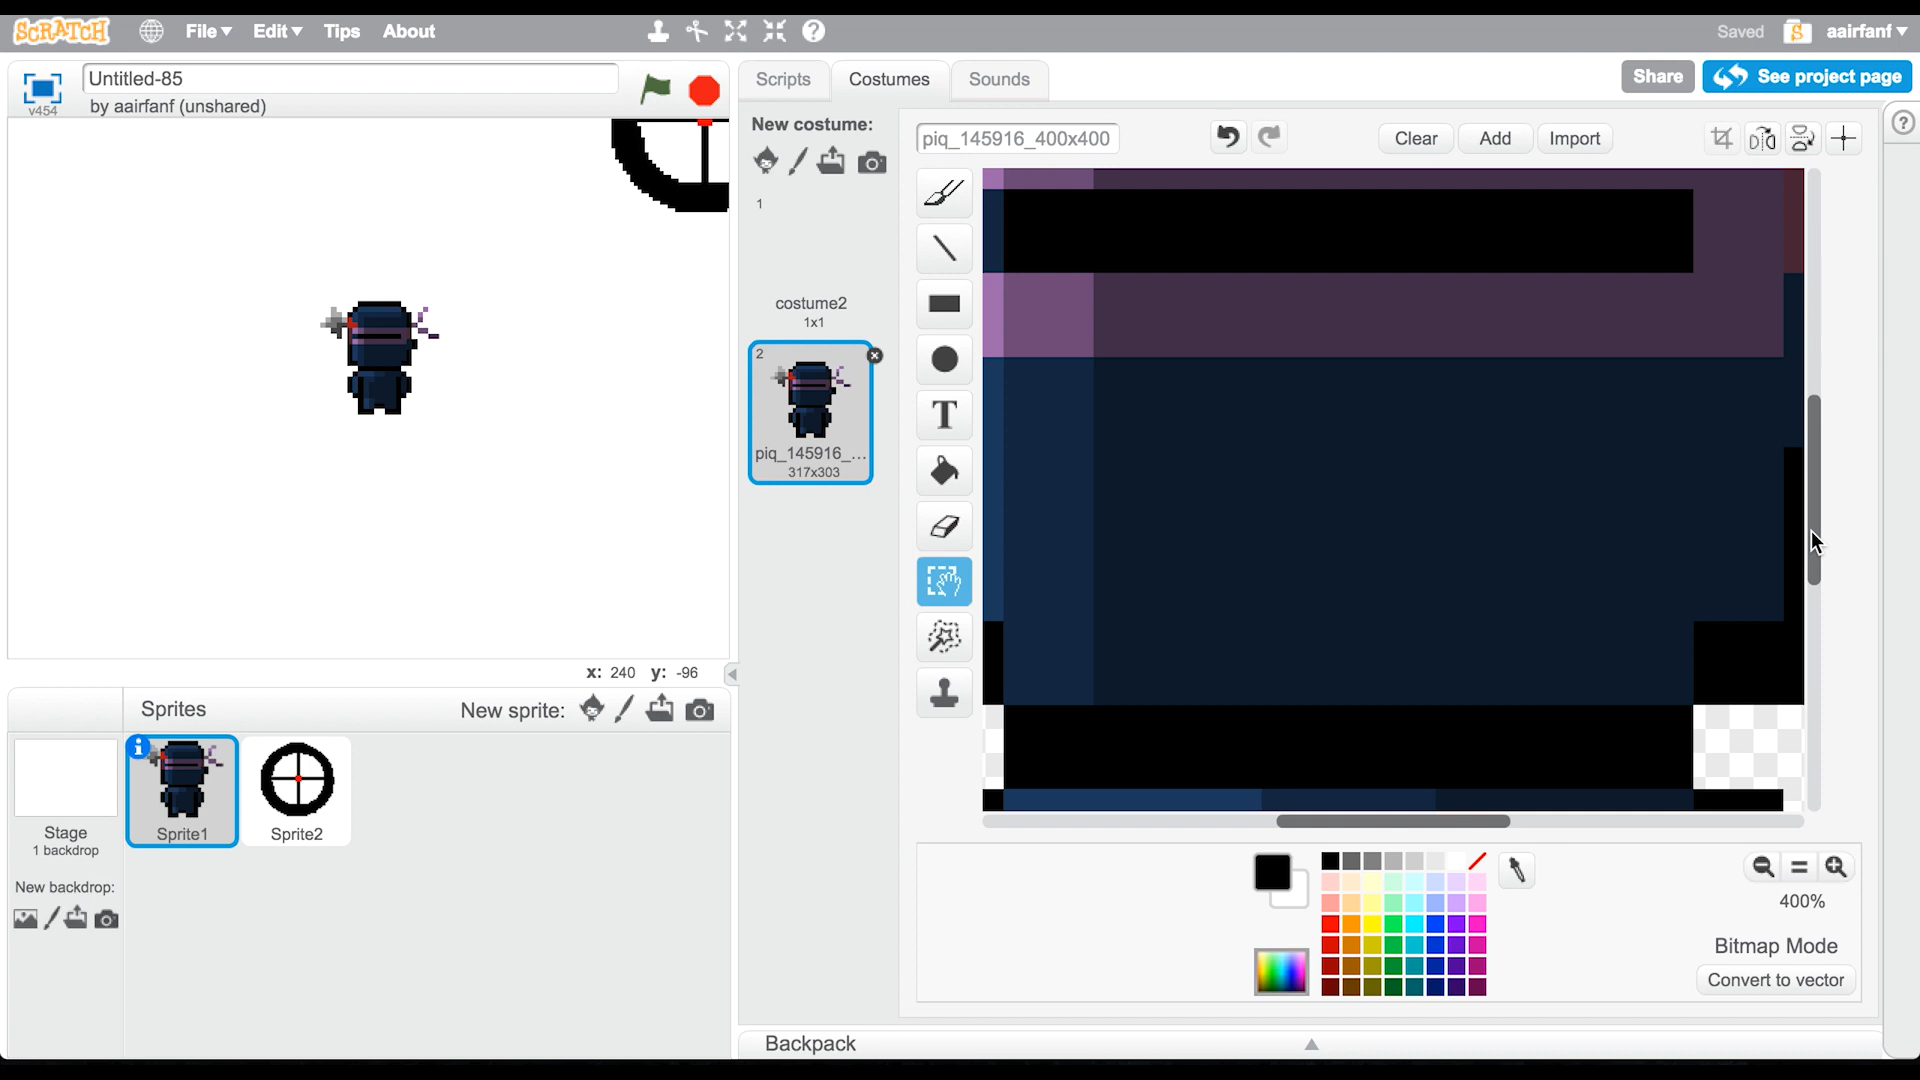 SCRATCH File Edit Tips About Saved S aairfanf
Untitled-85
by aairfanf (unshared)
v454
Scripts Costumes Sounds Share See project page
New costume:
piq_145916_400x400 Clear Add Import
1
costume2
1x1
2
piq_145916_...
317x303
T
x: 240 y: -96
Sprites New sprite:
Stage
1 backdrop
New backdrop:
Sprite1 Sprite2
400%
Bitmap Mode
Convert to vector
Backpack